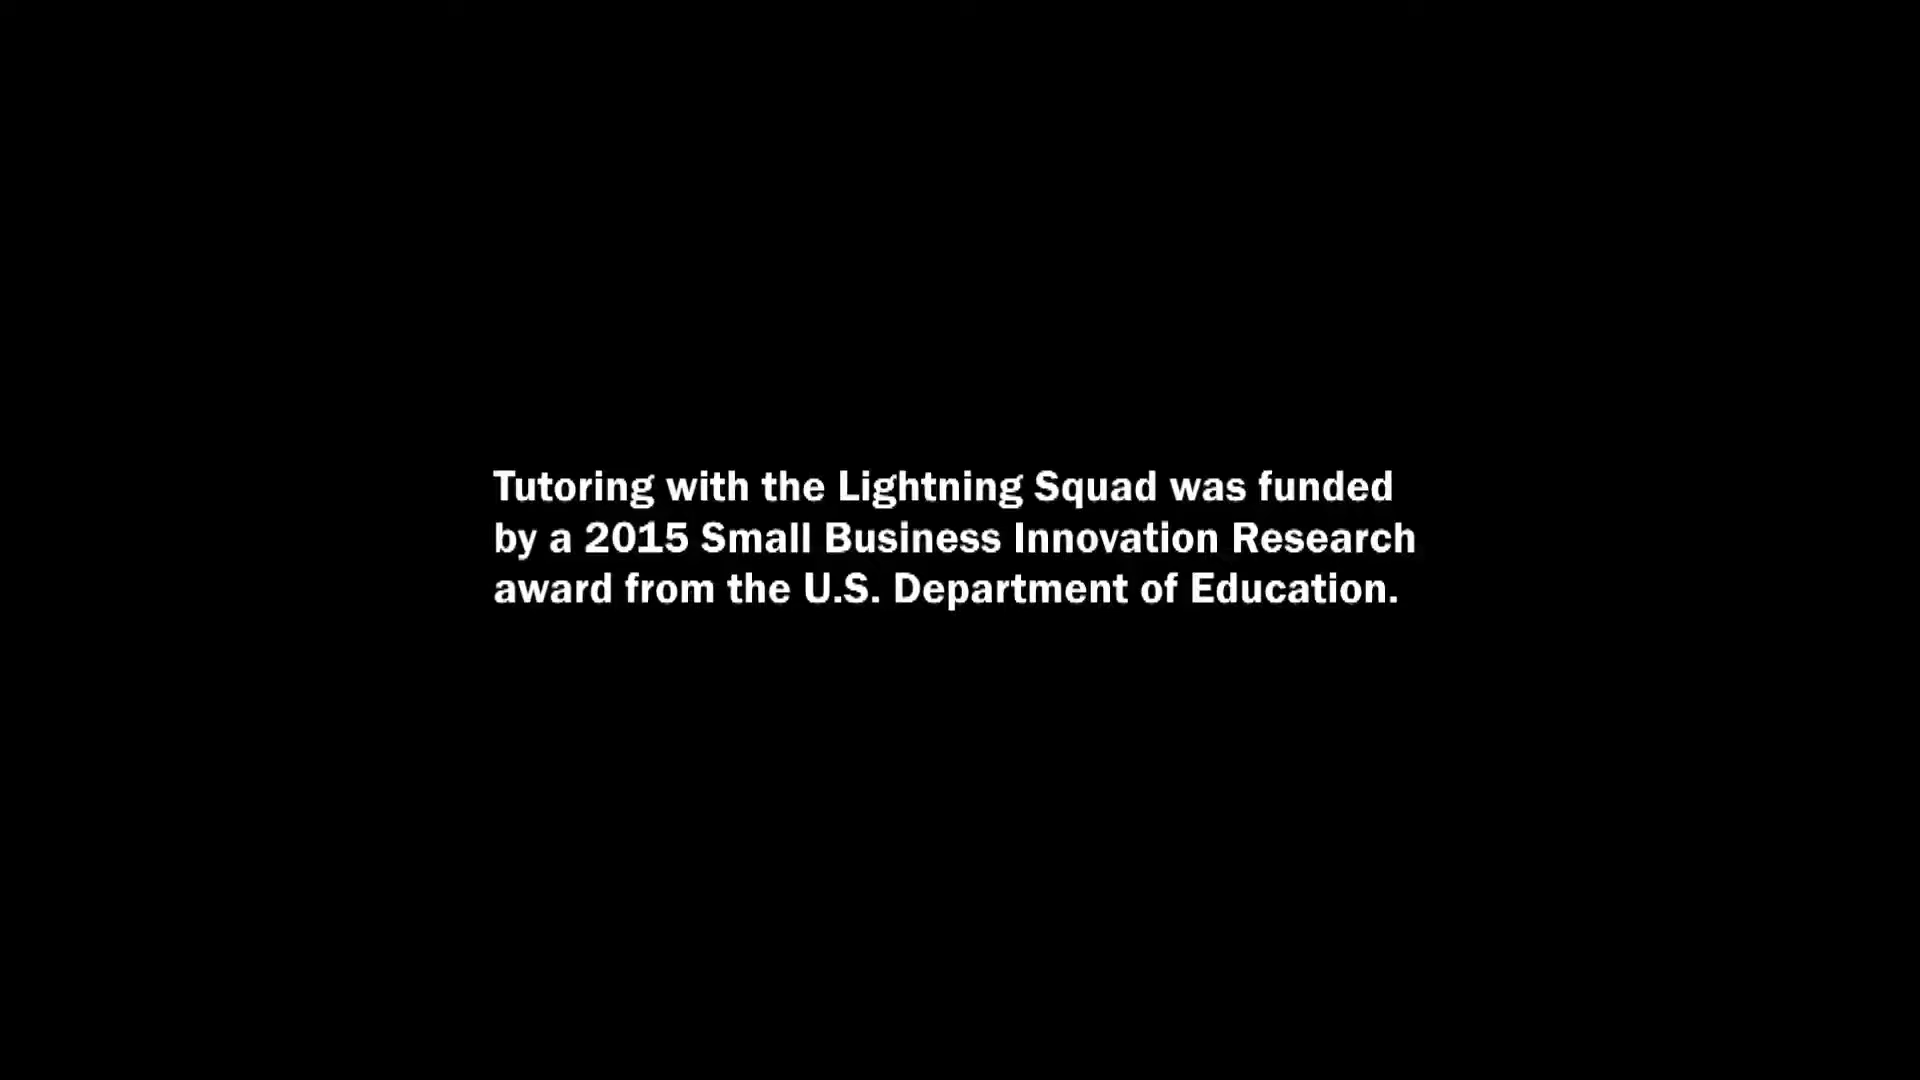 Tutoring with the Lightning Squad was funded
by a 2015 Small Business Innovation Research
award from the U.S. Department of Education.